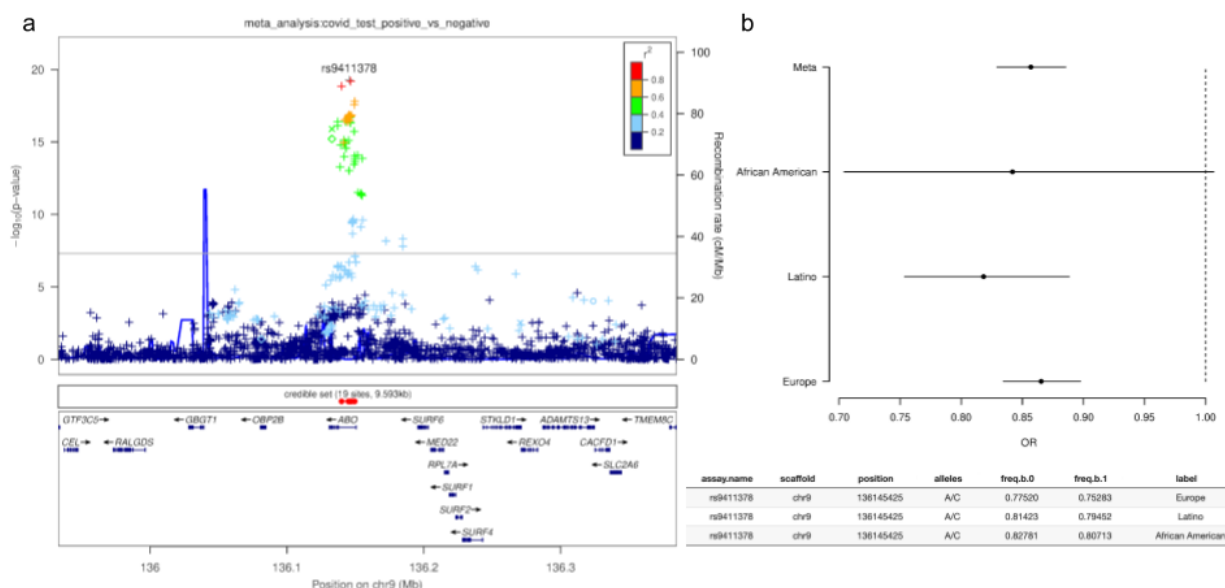 a
meta_analysis:covid_test_positive_vs_negative
rs9411378
r²
0.8
0.6
0.4
0.2
20
15
10
5
0
−log₁₀(p−value)
100
80
60
40
20
0
Recombination rate (cM/Mb)
credible set (19 sites, 9.593kb)
GTF3C5→ ←GBGT1 ←OBP2B ←ABO ←SURF6 STKLD1→ ADAMTS13→ ←TMEM8C
CEL→ ←RALGDS ←MED22 ←REXO4 CACFD1→
RPL7A→ ←SLC2A6
←SURF1
SURF2→
←SURF4
136 136.1 136.2 136.3
Position on chr9 (Mb)
b
Meta
African American
Latino
Europe
0.70 0.75 0.80 0.85 0.90 0.95 1.00
OR
assay.name scaffold position alleles freq.b.0 freq.b.1 label
rs9411378 chr9 136145425 A/C 0.77520 0.75283 Europe
rs9411378 chr9 136145425 A/C 0.81423 0.79452 Latino
rs9411378 chr9 136145425 A/C 0.82781 0.80713 African American